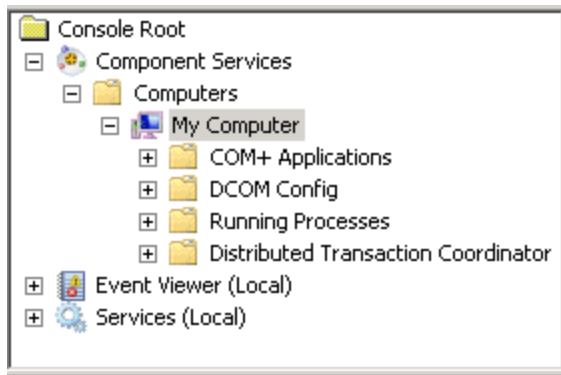 Console Root
Component Services
Computers
My Computer
COM+ Applications
DCOM Config
Running Processes
Distributed Transaction Coordinator
Event Viewer (Local)
Services (Local)